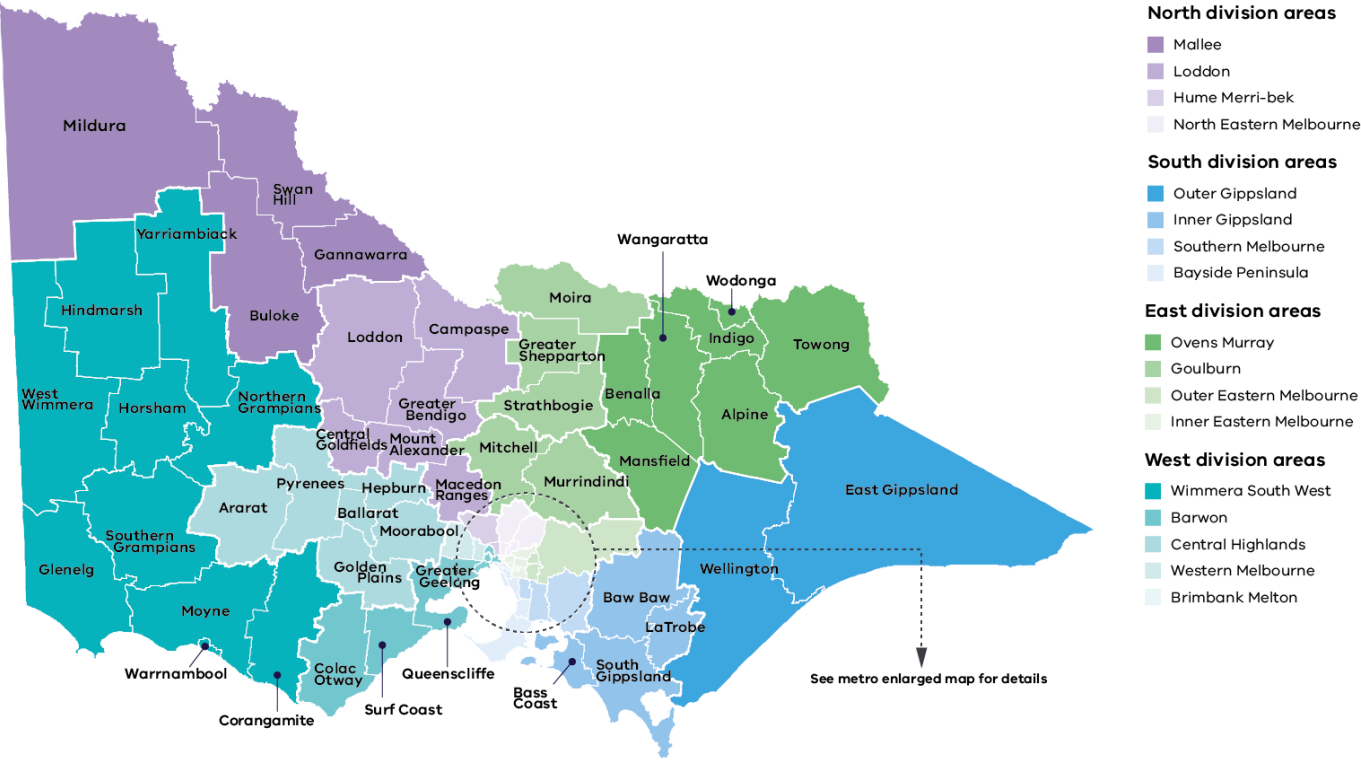 North division areas
Mallee
Loddon
Hume Merri-bek
North Eastern Melbourne
South division areas
Outer Gippsland
Inner Gippsland
Southern Melbourne
Bayside Peninsula
East division areas
Ovens Murray
Goulburn
Outer Eastern Melbourne
Inner Eastern Melbourne
West division areas
Wimmera South West
Barwon
Central Highlands
Western Melbourne
Brimbank Melton
Mildura
Swan
Hill
Yarriambiack
Gannawarra
Hindmarsh
Buloke
Loddon
Campaspe
Moira
Wangaratta
Wodonga
Indigo
Towong
Greater
Shepparton
West
Wimmera
Horsham
Northern
Grampians
Greater
Bendigo
Strathbogie
Benalla
Alpine
Central
Goldfields
Mount
Alexander
Mitchell
Mansfield
Pyrenees
Hepburn
Macedon
Ranges
Murrindindi
East Gippsland
Ararat
Ballarat
Moorabool
Southern
Grampians
Glenelg
Golden
Plains
Greater
Geelong
Wellington
Moyne
Baw Baw
LaTrobe
Warrnambool
Colac
Otway
Queenscliffe
South
Gippsland
Bass
Coast
Corangamite
Surf Coast
See metro enlarged map for details